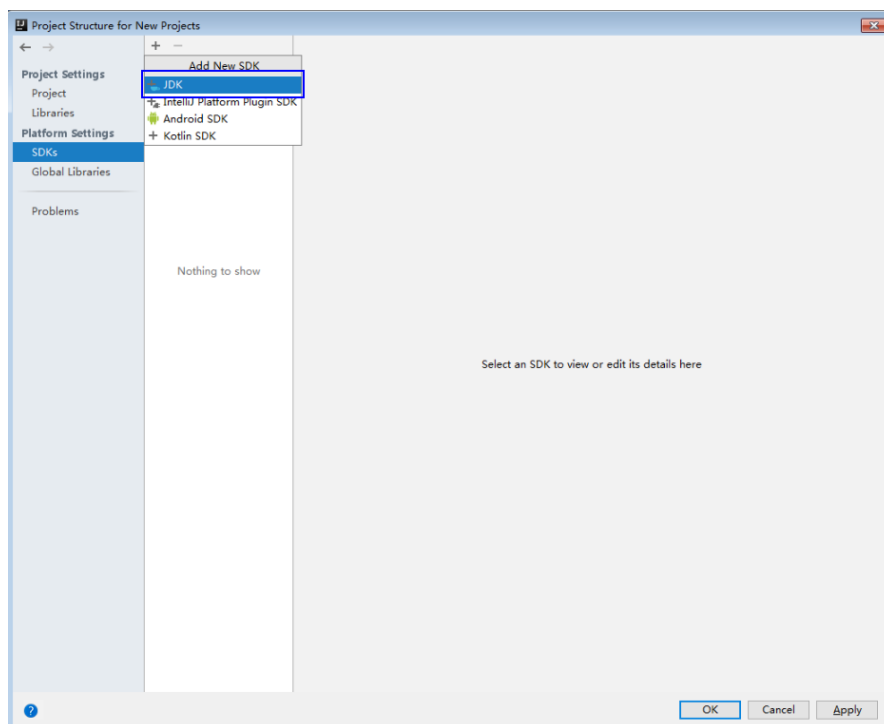 Project Structure for New Projects
Project Settings
Project
Libraries
Platform Settings
SDKs
Global Libraries
Problems
Add New SDK
JDK
IntelliJ Platform Plugin SDK
Android SDK
Kotlin SDK
Nothing to show
Select an SDK to view or edit its details here
OK
Cancel
Apply